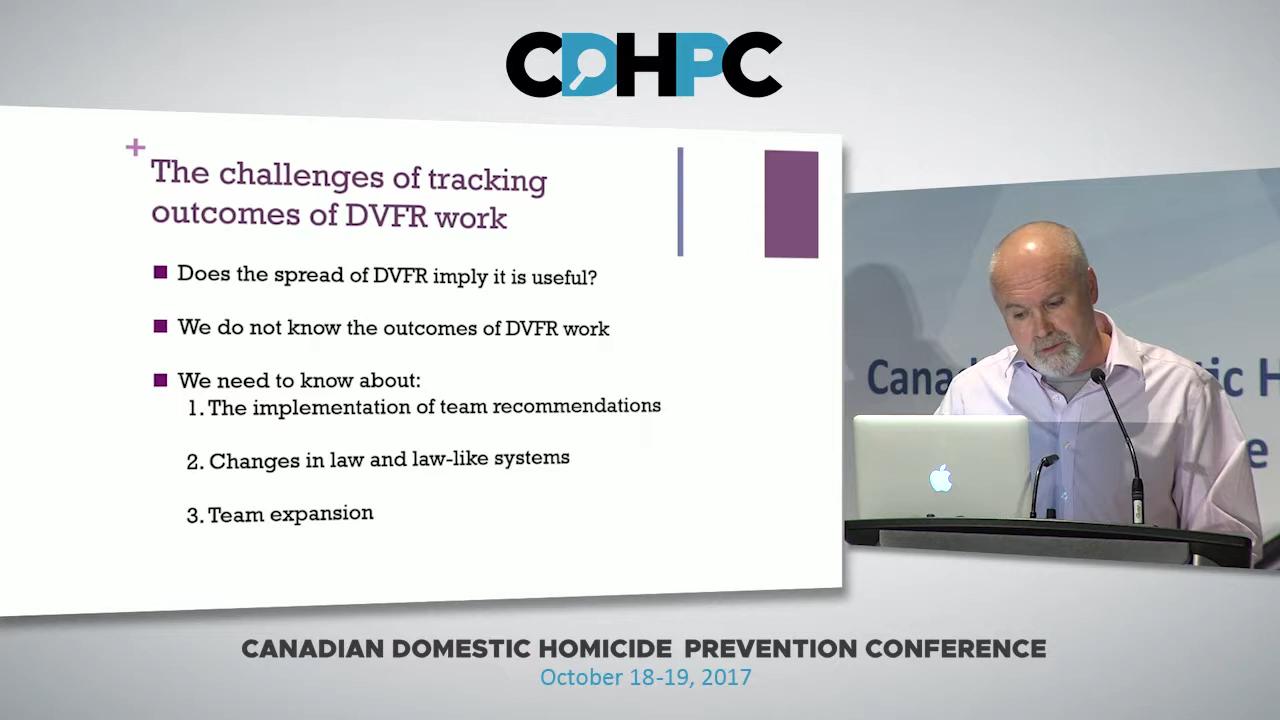 CDHPC
+
The challenges of tracking
outcomes of DVFR work
Does the spread of DVFR imply it is useful?
We do not know the outcomes of DVFR work
We need to know about:
1. The implementation of team recommendations
2. Changes in law and law-like systems
3. Team expansion
Cana
ic H
e
CANADIAN DOMESTIC HOMICIDE PREVENTION CONFERENCE
October 18-19, 2017